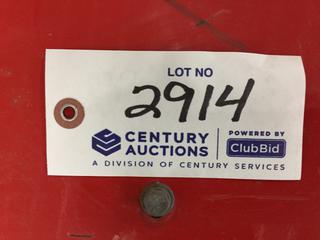 LOT NO
2914
CENTURY AUCTIONS
POWERED BY
ClubBid
A DIVISION OF CENTURY SERVICES